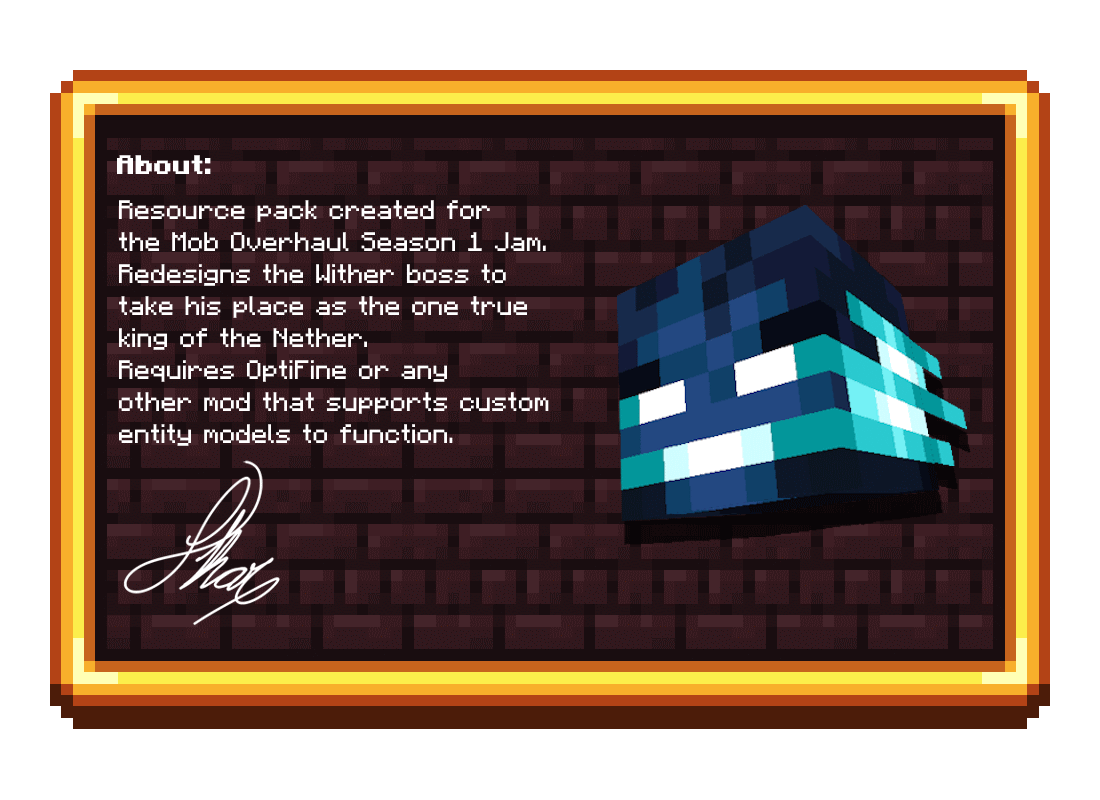 About:
Resource pack created for
the Mob Overhaul Season 1 Jam.
Redesigns the Wither boss to
take his place as the one true
king of the Nether.
Requires OptiFine or any
other mod that supports custom
entity models to function.